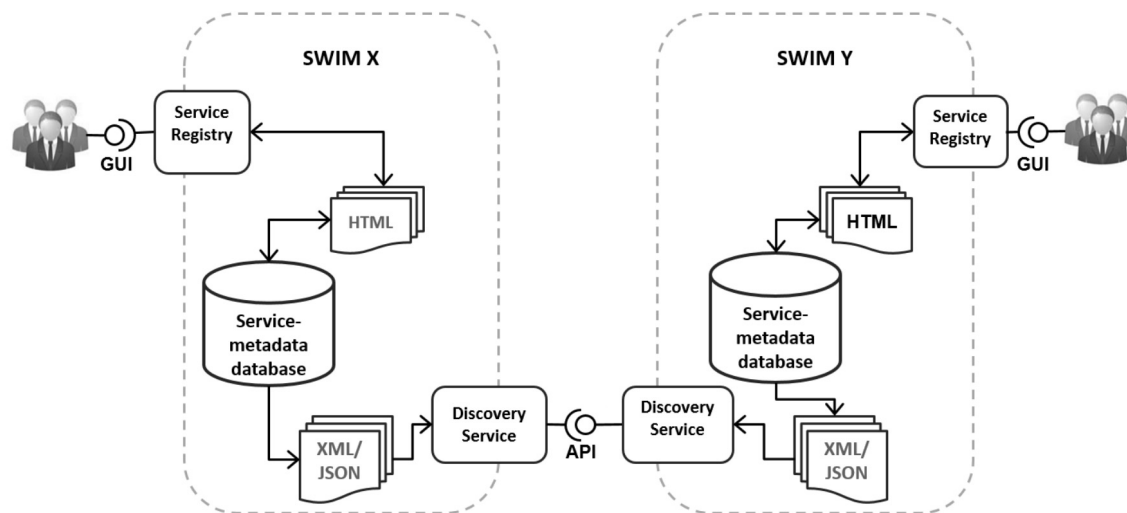 SWIM X
SWIM Y
Service
Registry
GUI
Service
Registry
GUI
HTML
HTML
Service-
metadata
database
Service-
metadata
database
XML/
JSON
Discovery
Service
API
Discovery
Service
XML/
JSON